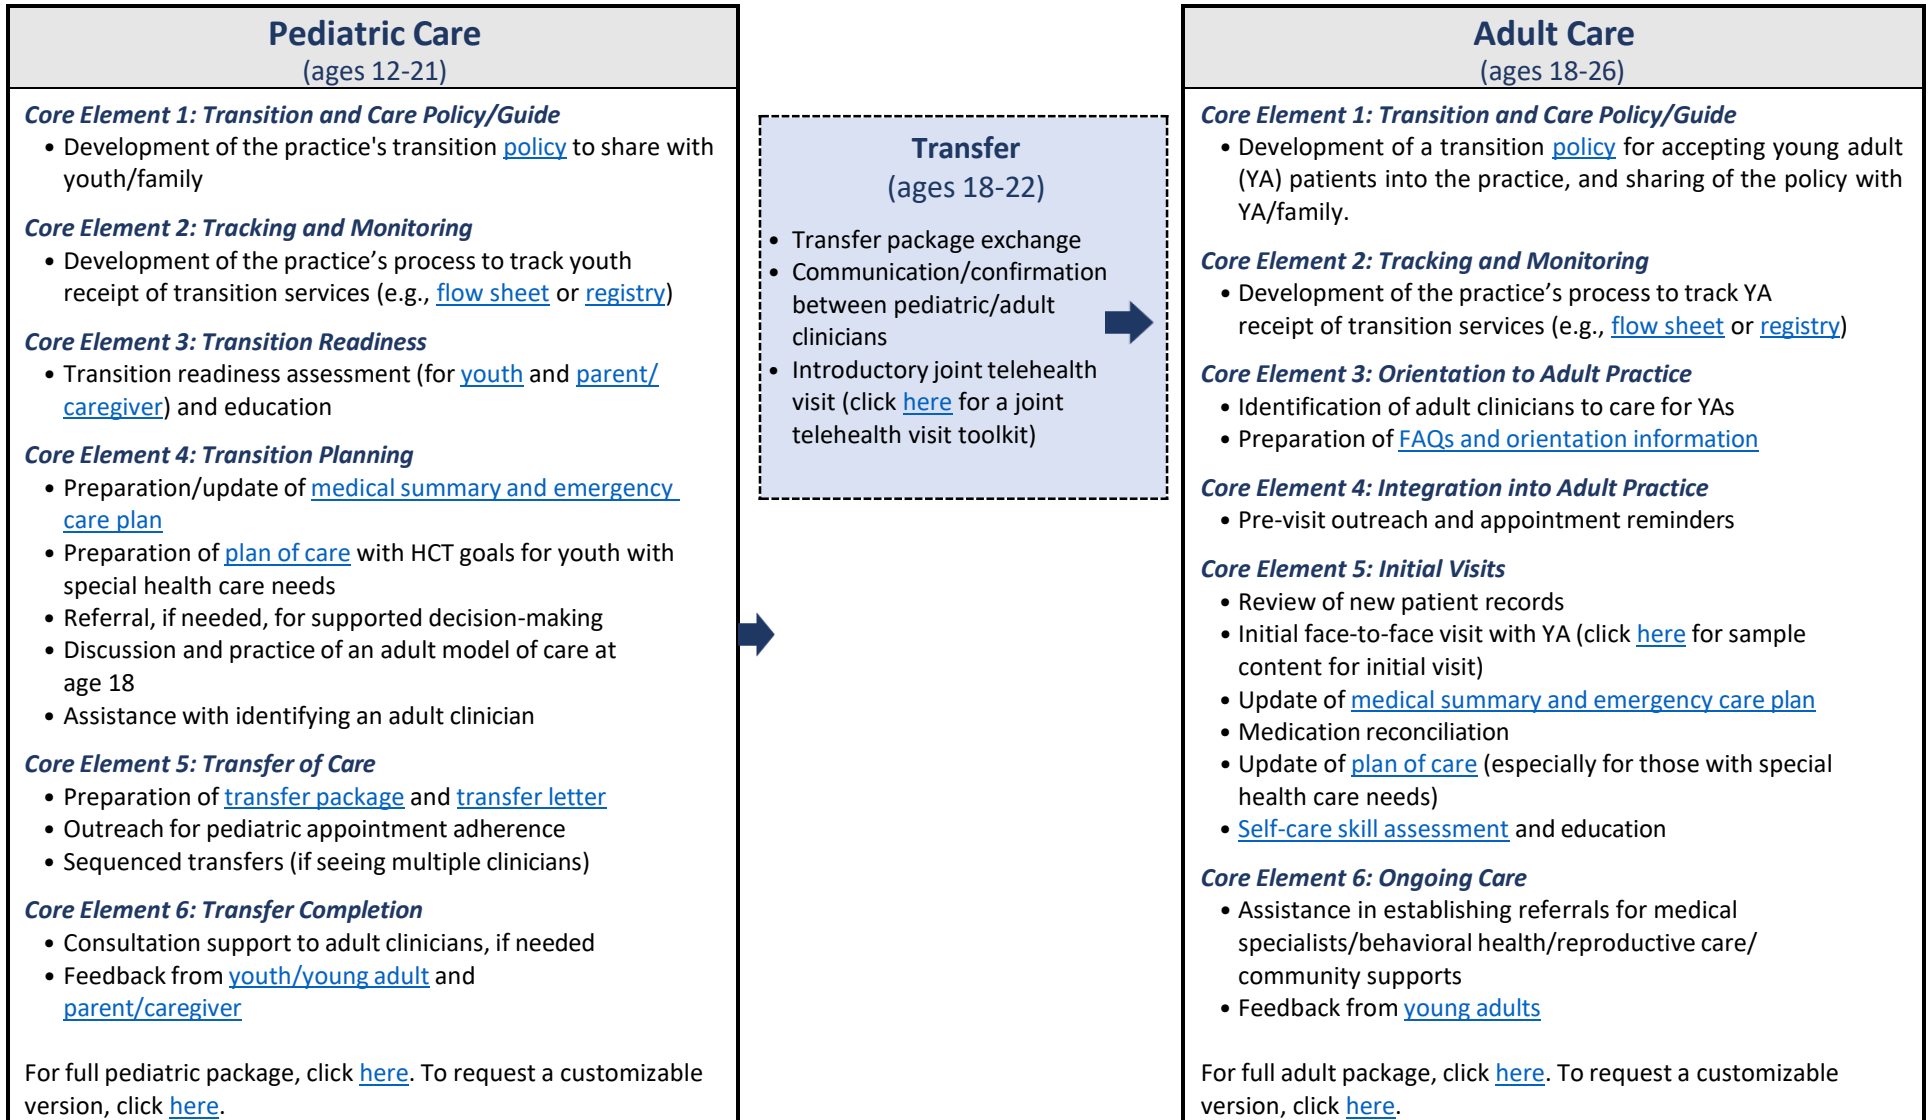 Pediatric Care
(ages 12-21)
Core Element 1: Transition and Care Policy/Guide
• Development of the practice's transition policy to share with
youth/family
Core Element 2: Tracking and Monitoring
• Development of the practice’s process to track youth
receipt of transition services (e.g., flow sheet or registry)
Core Element 3: Transition Readiness
• Transition readiness assessment (for youth and parent/
caregiver) and education
Core Element 4: Transition Planning
• Preparation/update of medical summary and emergency
care plan
• Preparation of plan of care with HCT goals for youth with
special health care needs
• Referral, if needed, for supported decision-making
• Discussion and practice of an adult model of care at
age 18
• Assistance with identifying an adult clinician
Core Element 5: Transfer of Care
• Preparation of transfer package and transfer letter
• Outreach for pediatric appointment adherence
• Sequenced transfers (if seeing multiple clinicians)
Core Element 6: Transfer Completion
• Consultation support to adult clinicians, if needed
• Feedback from youth/young adult and
parent/caregiver
For full pediatric package, click here. To request a customizable
version, click here.
Transfer
(ages 18-22)
• Transfer package exchange
• Communication/confirmation
between pediatric/adult
clinicians
• Introductory joint telehealth
visit (click here for a joint
telehealth visit toolkit)
Adult Care
(ages 18-26)
Core Element 1: Transition and Care Policy/Guide
• Development of a transition policy for accepting young adult
(YA) patients into the practice, and sharing of the policy with
YA/family.
Core Element 2: Tracking and Monitoring
• Development of the practice’s process to track YA
receipt of transition services (e.g., flow sheet or registry)
Core Element 3: Orientation to Adult Practice
• Identification of adult clinicians to care for YAs
• Preparation of FAQs and orientation information
Core Element 4: Integration into Adult Practice
• Pre-visit outreach and appointment reminders
Core Element 5: Initial Visits
• Review of new patient records
• Initial face-to-face visit with YA (click here for sample
content for initial visit)
• Update of medical summary and emergency care plan
• Medication reconciliation
• Update of plan of care (especially for those with special
health care needs)
• Self-care skill assessment and education
Core Element 6: Ongoing Care
• Assistance in establishing referrals for medical
specialists/behavioral health/reproductive care/
community supports
• Feedback from young adults
For full adult package, click here. To request a customizable
version, click here.